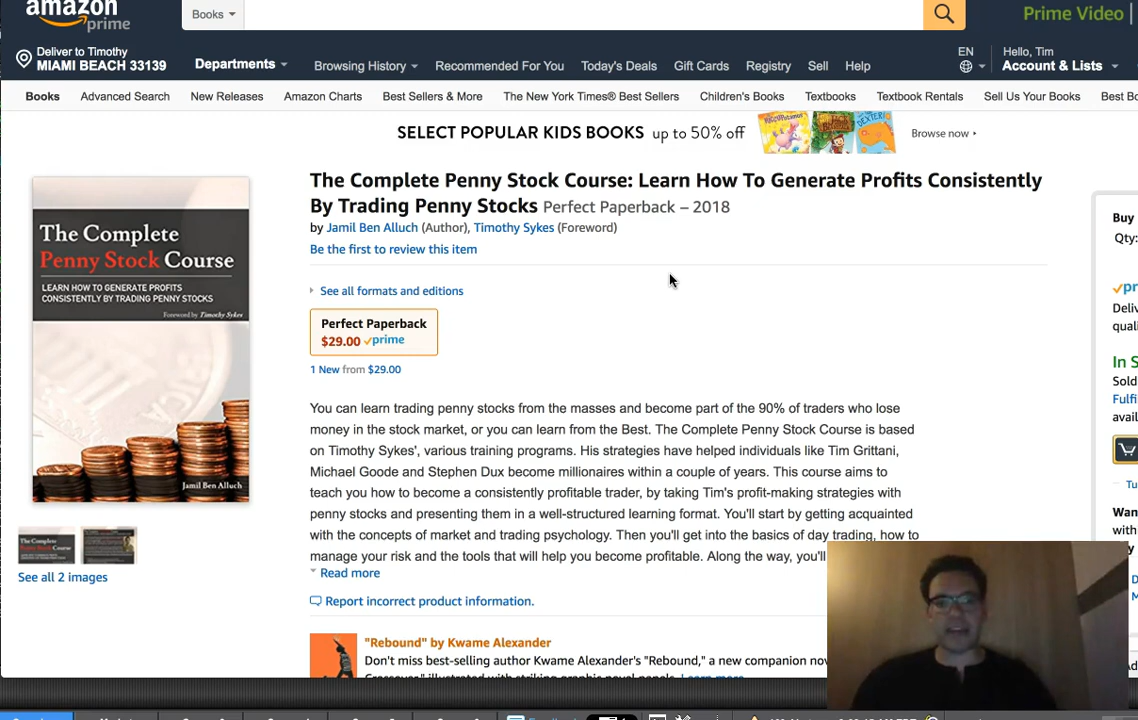 amazon
prime
Books
Prime Video
Deliver to Timothy
MIAMI BEACH 33139
Departments
Browsing History
Recommended For You
Today's Deals
Gift Cards
Registry
Sell
Help
EN
Hello, Tim
Account & Lists
Books
Advanced Search
New Releases
Amazon Charts
Best Sellers & More
The New York Times® Best Sellers
Children's Books
Textbooks
Textbook Rentals
Sell Us Your Books
Best
SELECT POPULAR KIDS BOOKS up to 50% off
Browse now
The Complete Penny Stock Course: Learn How To Generate Profits Consistently
By Trading Penny Stocks Perfect Paperback – 2018
by Jamil Ben Alluch (Author), Timothy Sykes (Foreword)
Be the first to review this item
See all formats and editions
Perfect Paperback
$29.00 prime
1 New from $29.00
You can learn trading penny stocks from the masses and become part of the 90% of traders who lose
money in the stock market, or you can learn from the Best. The Complete Penny Stock Course is based
on Timothy Sykes', various training programs. His strategies have helped individuals like Tim Grittani,
Michael Goode and Stephen Dux become millionaires within a couple of years. This course aims to
teach you how to become a consistently profitable trader, by taking Tim's profit-making strategies with
penny stocks and presenting them in a well-structured learning format. You'll start by getting acquainted
with the concepts of market and trading psychology. Then you'll get into the basics of day trading, how to
manage your risk and the tools that will help you become profitable. Along the way, you'll
Read more
Report incorrect product information.
"Rebound" by Kwame Alexander
Don't miss best-selling author Kwame Alexander's "Rebound," a new companion
The Complete
Penny Stock Course
LEARN HOW TO GENERATE PROFITS
CONSISTENTLY BY TRADING PENNY STOCKS
Foreword by Timothy Sykes
Jamil Ben Alluch
See all 2 images
Buy
Qty:
In S
Sold